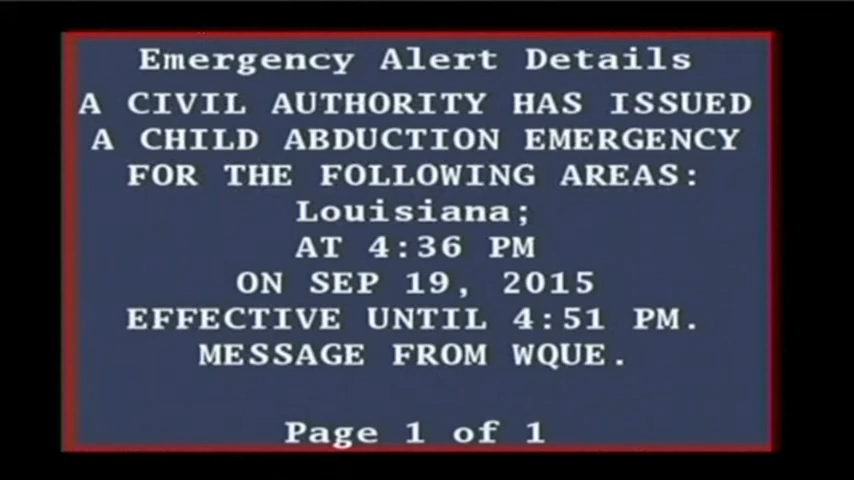 Emergency Alert Details
A CIVIL AUTHORITY HAS ISSUED
A CHILD ABDUCTION EMERGENCY
FOR THE FOLLOWING AREAS:
Louisiana;
AT 4:36 PM
ON SEP 19, 2015
EFFECTIVE UNTIL 4:51 PM.
MESSAGE FROM WQUE.
Page 1 of 1